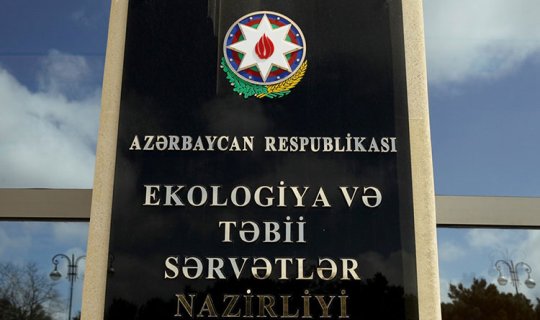 AZƏRBAYCAN RESPUBLİKASI
EKOLOGİYA VƏ
TƏBİİ
SƏRVƏTLƏR
NAZİRLİYİ